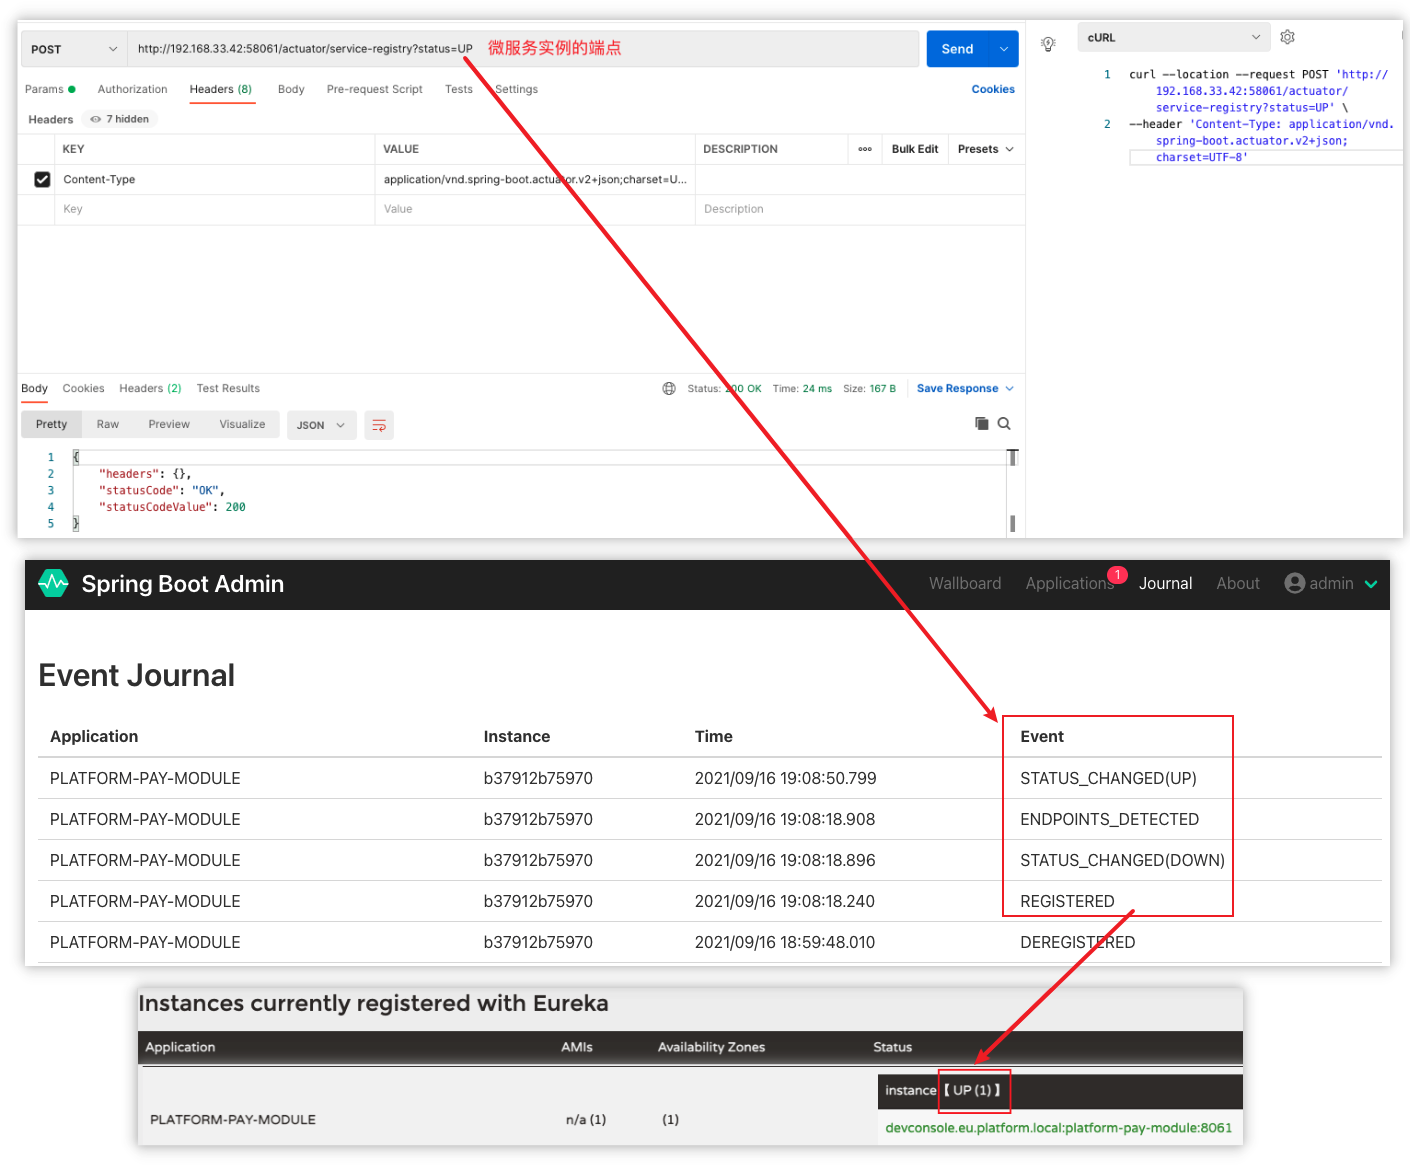 POST
http://192.168.33.42:58061/actuator/service-registry?status=UP
微服务实例的端点
Send
cURL
Params
Authorization
Headers (8)
Body
Pre-request Script
Tests
Settings
Cookies
Headers
7 hidden
KEY
VALUE
DESCRIPTION
Bulk Edit
Presets
Content-Type
application/vnd.spring-boot.actuator.v2+json;charset=U...
Key
Value
Description
1 curl --location --request POST 'http://
192.168.33.42:58061/actuator/
service-registry?status=UP' \
2 --header 'Content-Type: application/vnd.
spring-boot.actuator.v2+json;
charset=UTF-8'
Body
Cookies
Headers (2)
Test Results
Status: 200 OK
Time: 24 ms
Size: 167 B
Save Response
Pretty
Raw
Preview
Visualize
JSON
1 {
2 "headers": {},
3 "statusCode": "OK",
4 "statusCodeValue": 200
5 }
Spring Boot Admin
Wallboard
Applications
1
Journal
About
admin
Event Journal
Application Instance Time Event
PLATFORM-PAY-MODULE b37912b75970 2021/09/16 19:08:50.799 STATUS_CHANGED(UP)
PLATFORM-PAY-MODULE b37912b75970 2021/09/16 19:08:18.908 ENDPOINTS_DETECTED
PLATFORM-PAY-MODULE b37912b75970 2021/09/16 19:08:18.896 STATUS_CHANGED(DOWN)
PLATFORM-PAY-MODULE b37912b75970 2021/09/16 19:08:18.240 REGISTERED
PLATFORM-PAY-MODULE b37912b75970 2021/09/16 18:59:48.010 DEREGISTERED
Instances currently registered with Eureka
Application AMIs Availability Zones Status
PLATFORM-PAY-MODULE n/a (1) (1)
instance【 UP (1) 】
devconsole.eu.platform.local:platform-pay-module:8061